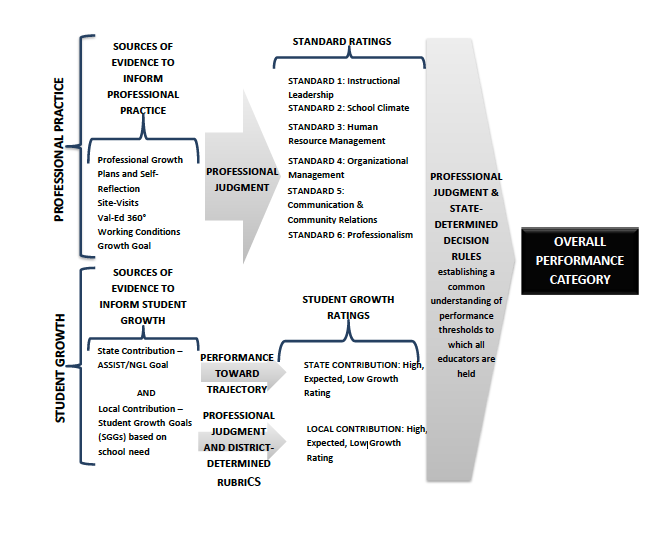 PROFESSIONAL PRACTICE
SOURCES OF
EVIDENCE TO
INFORM
PROFESSIONAL
PRACTICE
Professional Growth
Plans and Self-
Reflection
Site-Visits
Val-Ed 360°
Working Conditions
Growth Goal
PROFESSIONAL
JUDGMENT
STANDARD RATINGS
STANDARD 1: Instructional
Leadership
STANDARD 2: School Climate
STANDARD 3: Human
Resource Management
STANDARD 4: Organizational
Management
STANDARD 5:
Communication &
Community Relations
STANDARD 6: Professionalism
STUDENT GROWTH
SOURCES OF
EVIDENCE TO
INFORM STUDENT
GROWTH
State Contribution –
ASSIST/NGL Goal
AND
Local Contribution –
Student Growth Goals
(SGGs) based on
school need
PERFORMANCE
TOWARD
TRAJECTORY
PROFESSIONAL
JUDGMENT
AND DISTRICT-
DETERMINED
RUBRICS
STUDENT GROWTH
RATINGS
STATE CONTRIBUTION: High,
Expected, Low Growth
Rating
LOCAL CONTRIBUTION: High,
Expected, Low Growth
Rating
PROFESSIONAL
JUDGMENT &
STATE-
DETERMINED
DECISION
RULES
establishing a
common
understanding of
performance
thresholds to
which all
educators are
held
OVERALL
PERFORMANCE
CATEGORY